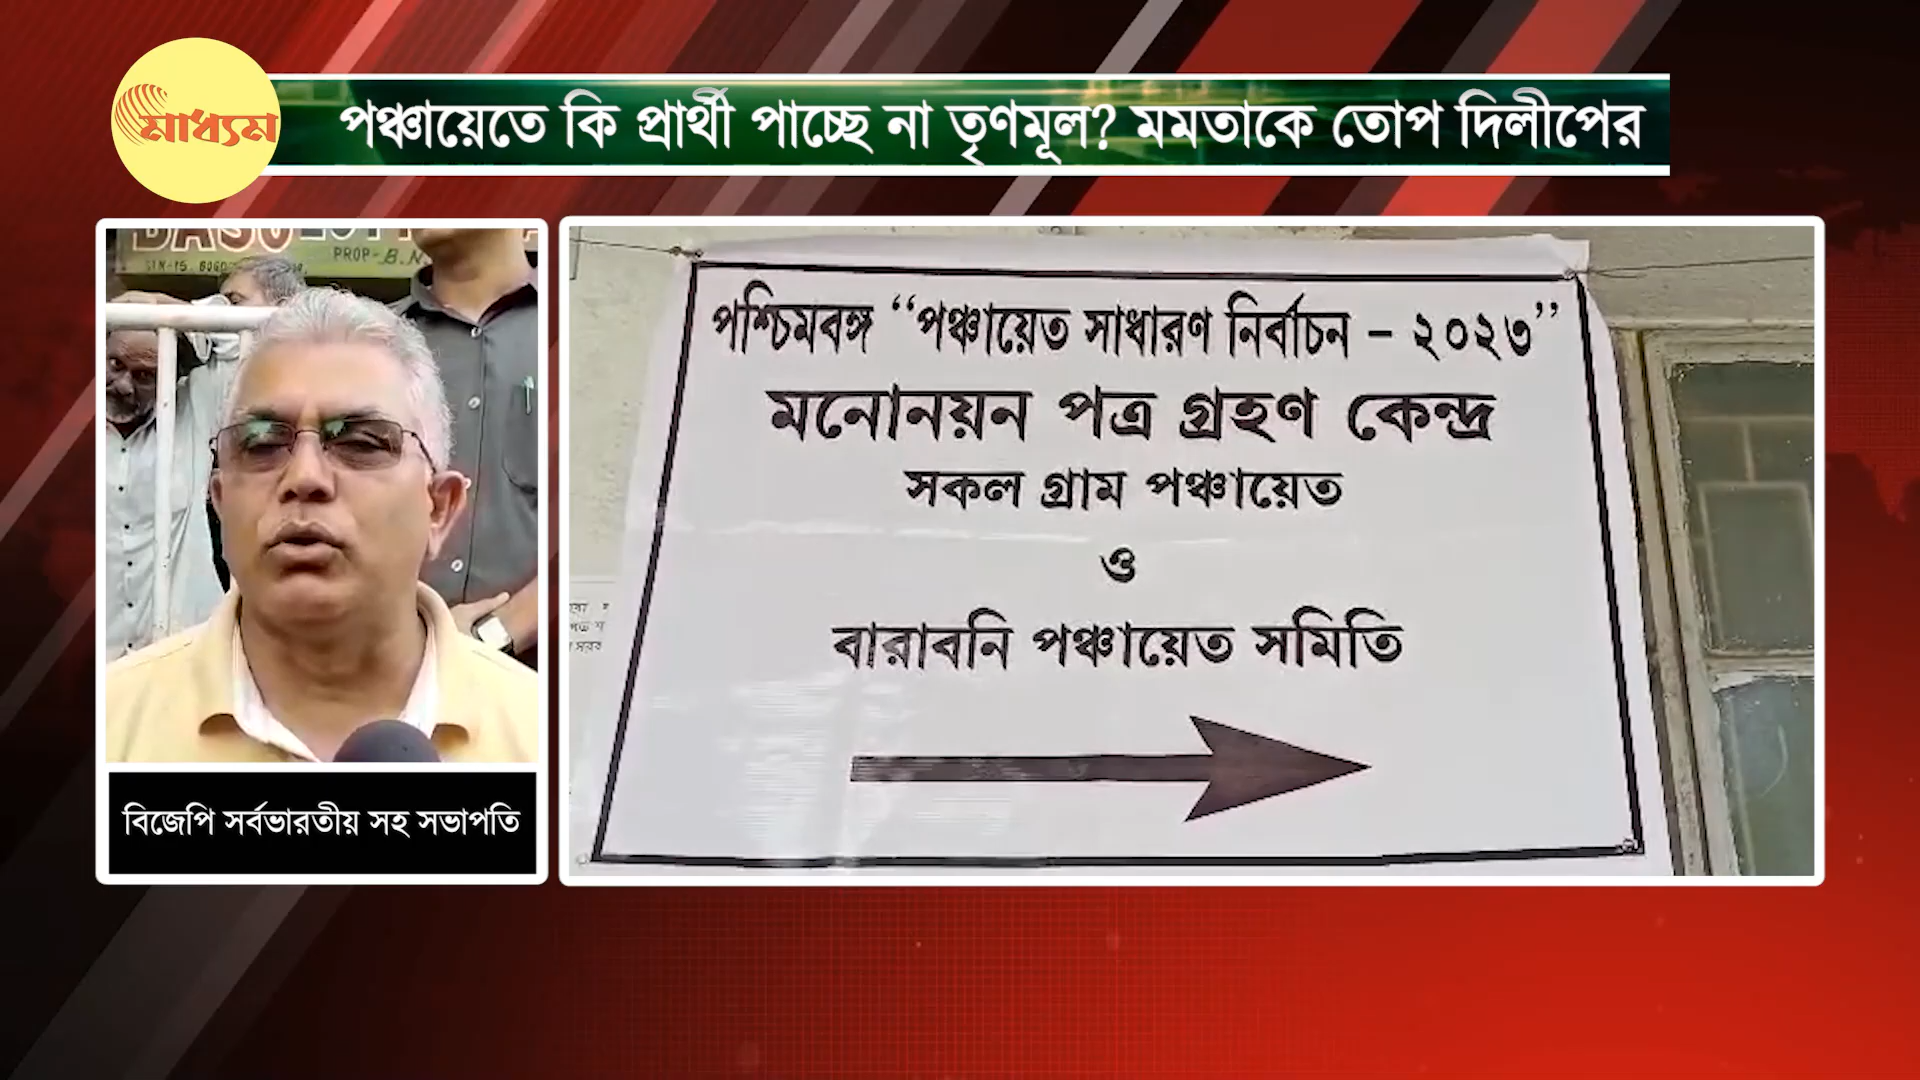 মাধ্যম
পঞ্চায়েতে কি প্রার্থী পাচ্ছে না তৃণমূল? মমতাকে তোপ দিলীপের
PROP-B.N.
পশ্চিমবঙ্গ “পঞ্চায়েত সাধারণ নির্বাচন – ২০২৩”
মনোনয়ন পত্র গ্রহণ কেন্দ্র
সকল গ্রাম পঞ্চায়েত
ও
বারাবনি পঞ্চায়েত সমিতি
বিজেপি সর্বভারতীয় সহ সভাপতি